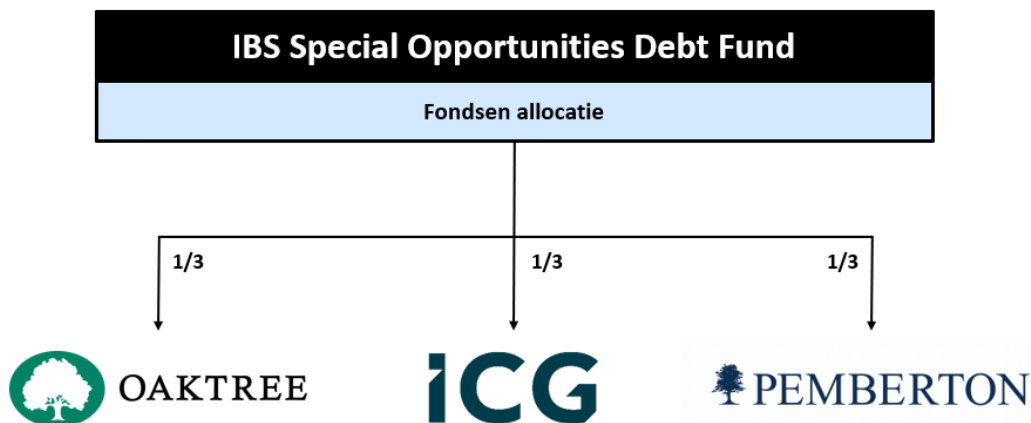 IBS Special Opportunities Debt Fund
Fondsen allocatie
1/3 1/3 1/3
OAKTREE iCG PEMBERTON